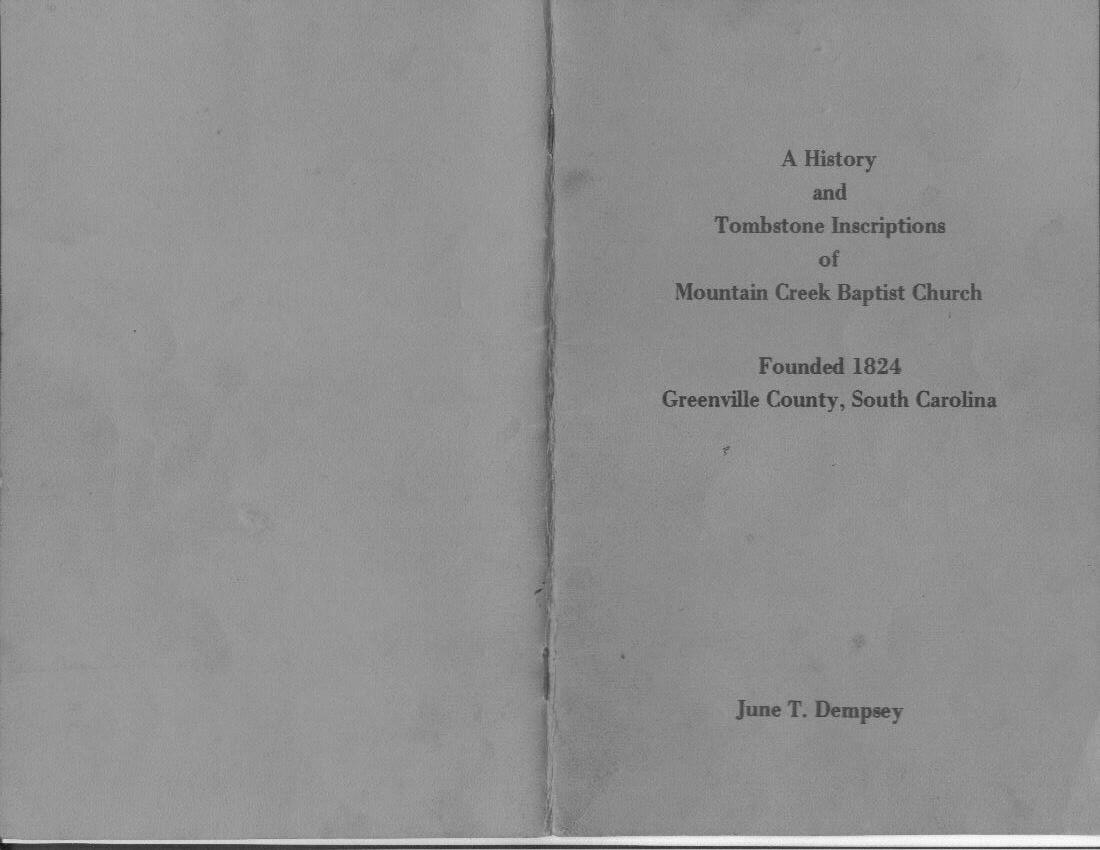 A History
and
Tombstone Inscriptions
of
Mountain Creek Baptist Church
Founded 1824
Greenville County, South Carolina
June T. Dempsey